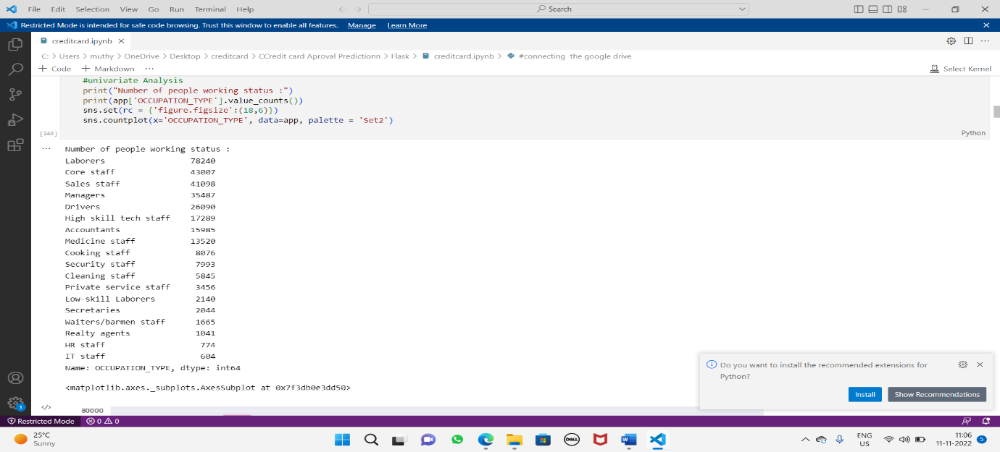 File Edit Selection View Go Run Terminal Help Search
Restricted Mode is intended for safe code browsing. Trust this window to enable all features. Manage Learn More
creditcard.ipynb
C: > Users > muthy > OneDrive > Desktop > creditcard > CCredit card Aproval Predictionn > Flask > creditcard.ipynb > #connecting the google drive
+ Code + Markdown ... Select Kernel
#univariate Analysis
print("Number of people working status :")
print(app['OCCUPATION_TYPE'].value_counts())
sns.set(rc = {'figure.figsize':(18,6)})
sns.countplot(x='OCCUPATION_TYPE', data=app, palette = 'Set2')
[243] Python
... Number of people working status :
Laborers 78240
Core staff 43007
Sales staff 41098
Managers 35487
Drivers 26090
High skill tech staff 17289
Accountants 15985
Medicine staff 13520
Cooking staff 8076
Security staff 7993
Cleaning staff 5845
Private service staff 3456
Low-skill Laborers 2140
Secretaries 2044
Waiters/barmen staff 1665
Realty agents 1041
HR staff 774
IT staff 604
Name: OCCUPATION_TYPE, dtype: int64
<matplotlib.axes._subplots.AxesSubplot at 0x7f3db0e3dd50>
</> 80000
Do you want to install the recommended extensions for
Python?
Install Show Recommendations
1
Restricted Mode 0 0
25°C
Sunny
DELL
W
ENG
US
11:06
11-11-2022
5